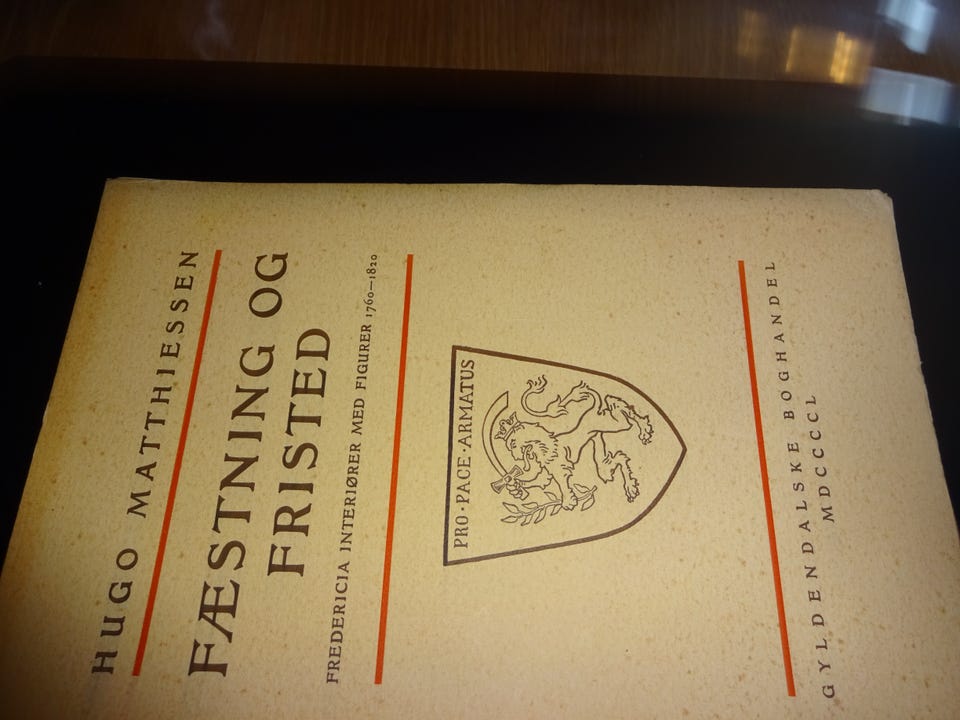 HUGO MATTHIESSEN
FÆSTNING OG
FRISTED
FREDERICIA INTERIØRER MED FIGURER 1760—1820
PRO·PACE·ARMATUS
GYLDENDALSKE BOGHANDEL
MDCCCCL